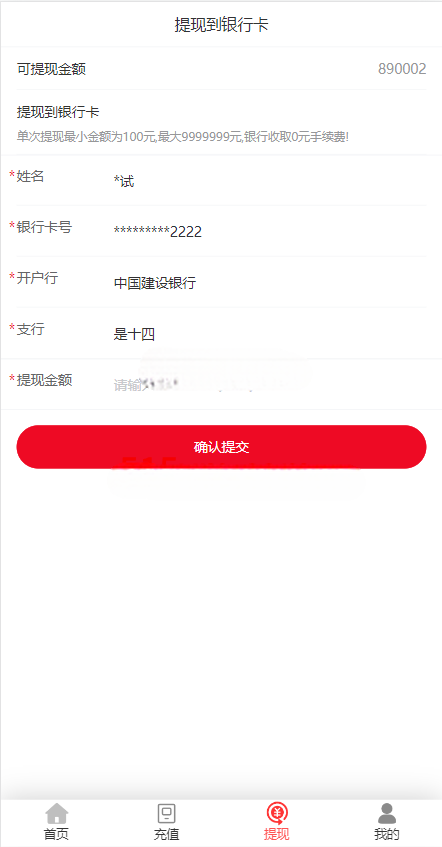 提现到银行卡
可提现金额 890002
提现到银行卡
单次提现最小金额为100元,最大9999999元,银行收取0元手续费!
*姓名 *试
*银行卡号 *********2222
*开户行 中国建设银行
*支行 是十四
*提现金额 请输
确认提交
首页 充值 提现 我的